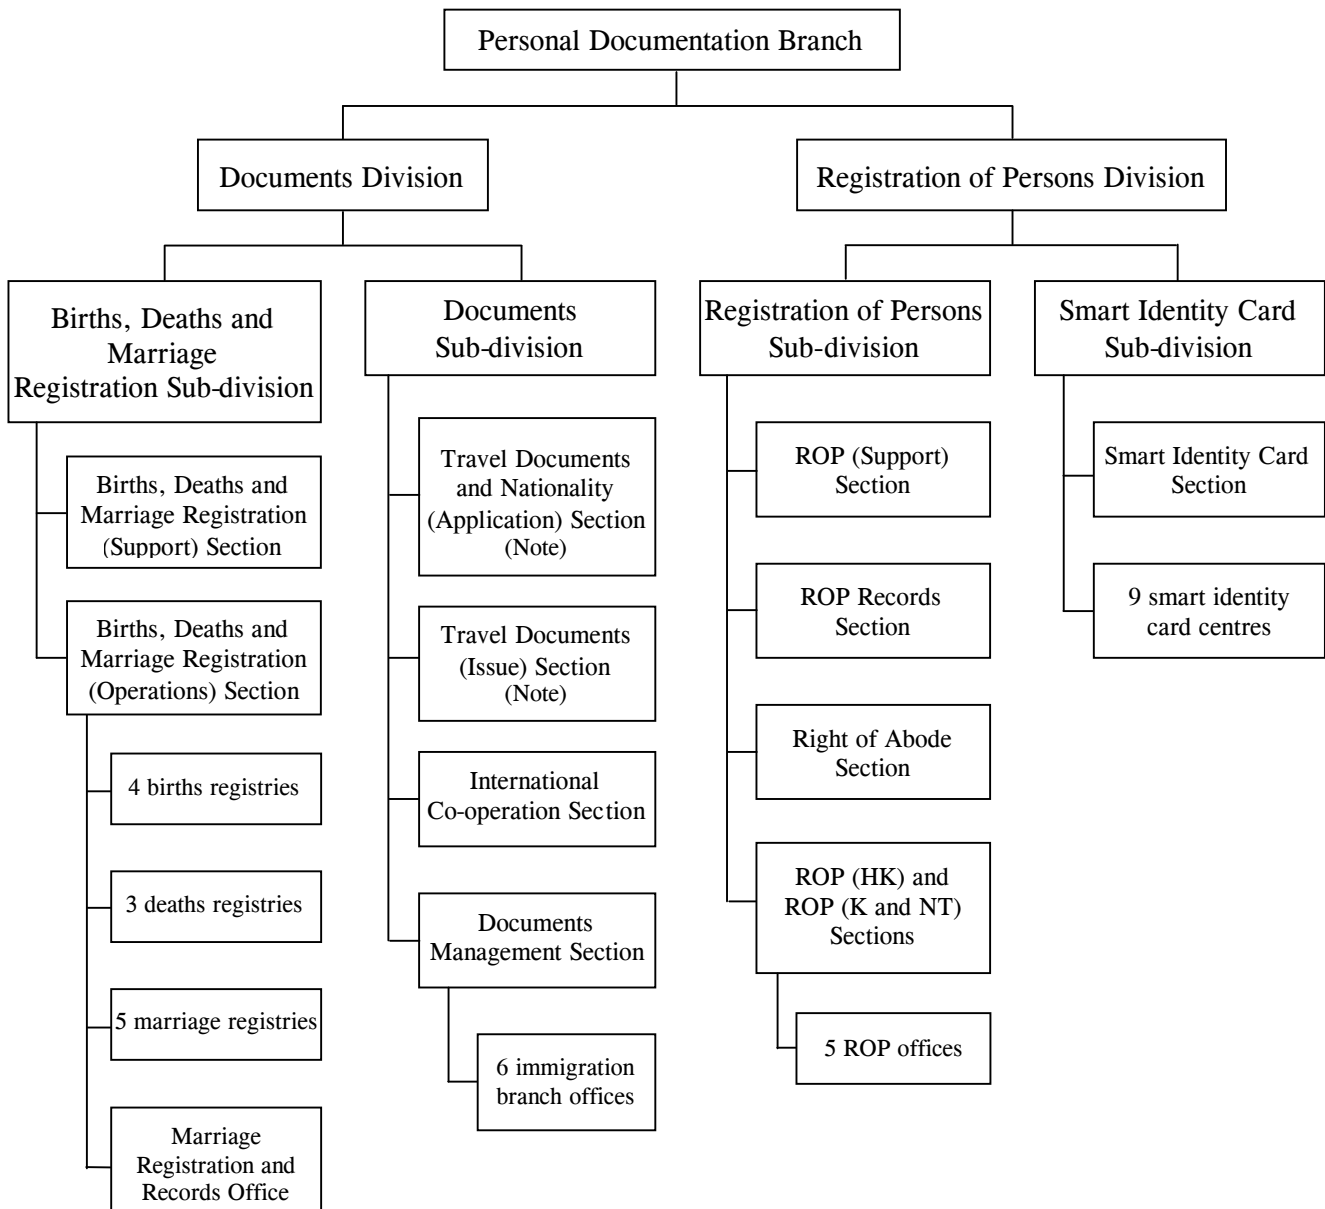 Personal Documentation Branch
Documents Division
Registration of Persons Division
Births, Deaths and
Marriage
Registration Sub-division
Documents
Sub-division
Registration of Persons
Sub-division
Smart Identity Card
Sub-division
Births, Deaths and
Marriage Registration
(Support) Section
Births, Deaths and
Marriage Registration
(Operations) Section
4 births registries
3 deaths registries
5 marriage registries
Marriage
Registration and
Records Office
Travel Documents
and Nationality
(Application) Section
(Note)
Travel Documents
(Issue) Section
(Note)
International
Co-operation Section
Documents
Management Section
6 immigration
branch offices
ROP (Support)
Section
ROP Records
Section
Right of Abode
Section
ROP (HK) and
ROP (K and NT)
Sections
5 ROP offices
Smart Identity Card
Section
9 smart identity
card centres